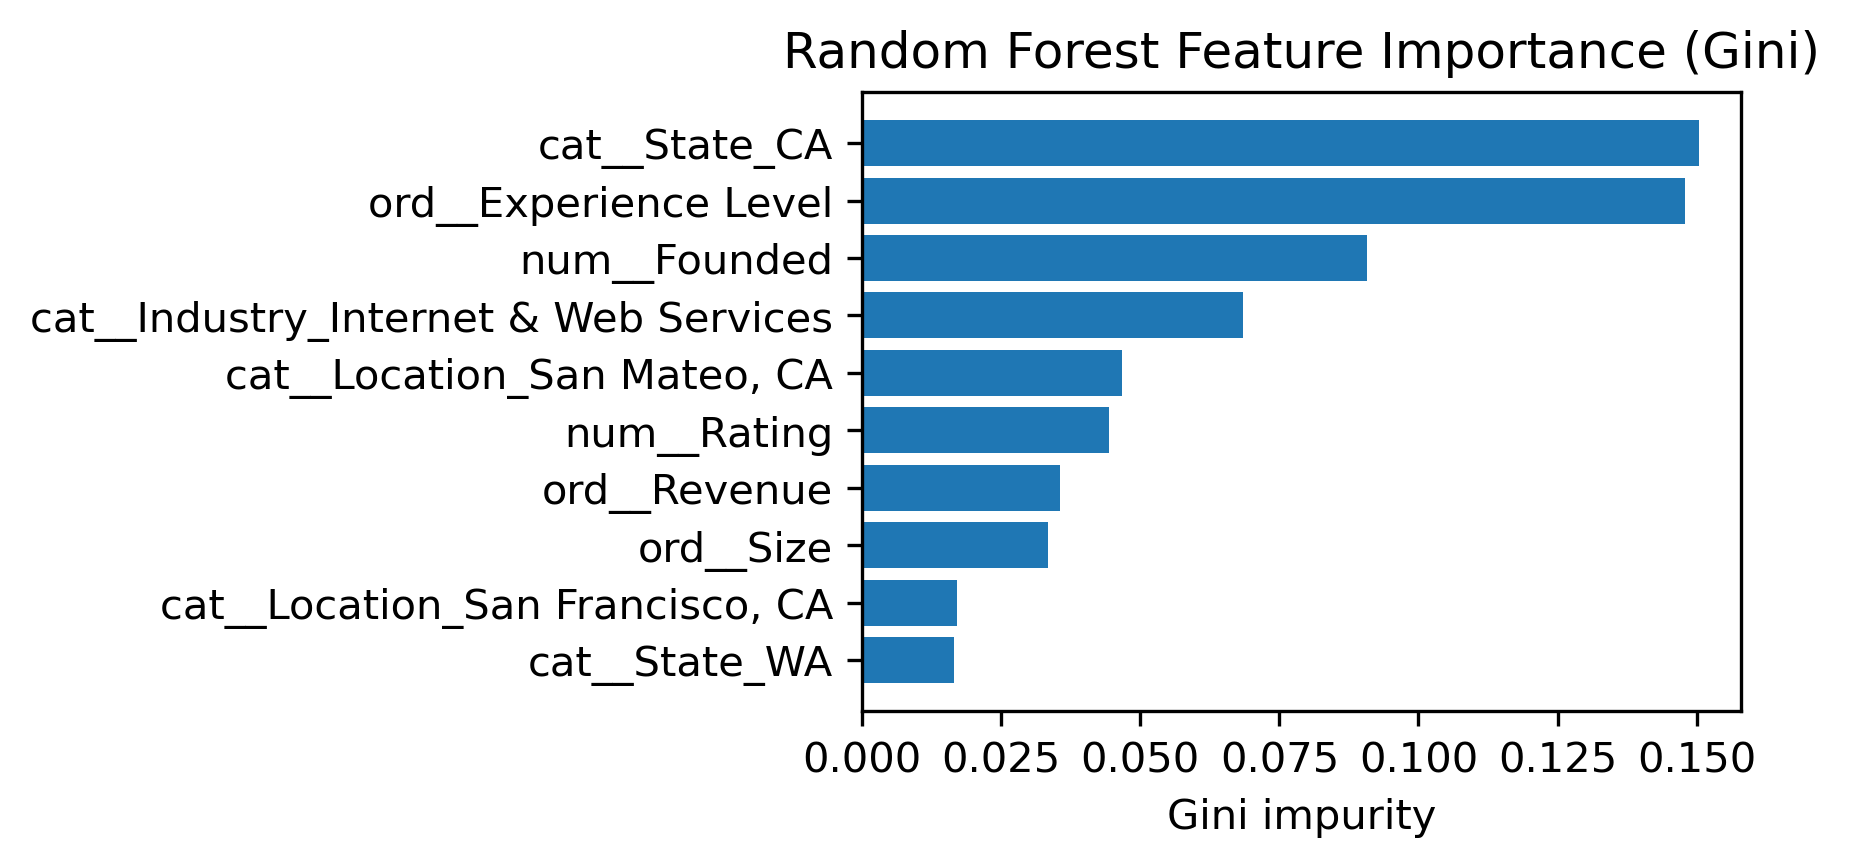 Random Forest Feature Importance (Gini)
cat__State_CA
ord__Experience Level
num__Founded
cat__Industry_Internet & Web Services
cat__Location_San Mateo, CA
num__Rating
ord__Revenue
ord__Size
cat__Location_San Francisco, CA
cat__State_WA
0.000 0.025 0.050 0.075 0.100 0.125 0.150
Gini impurity